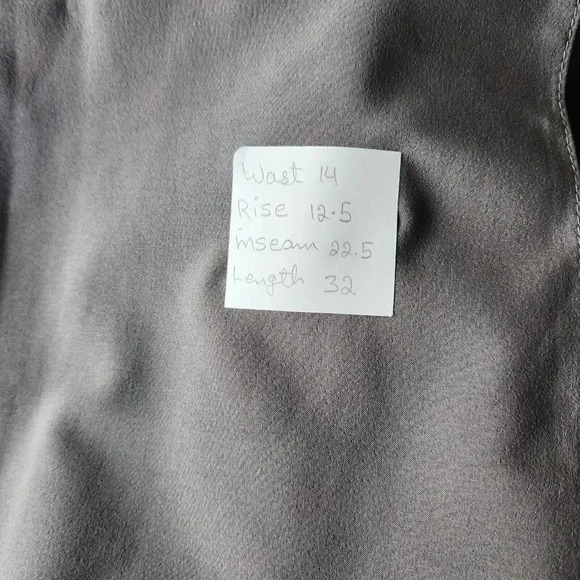 Wast 14
Rise 12.5
inseam 22.5
Length 32